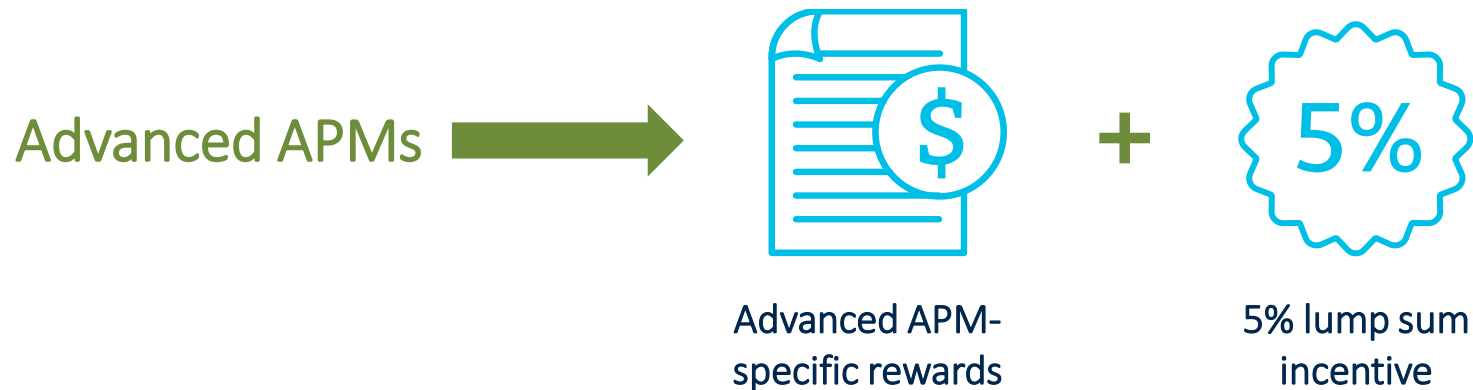 Advanced APMs
$
+
5%
Advanced APM-
specific rewards
5% lump sum
incentive